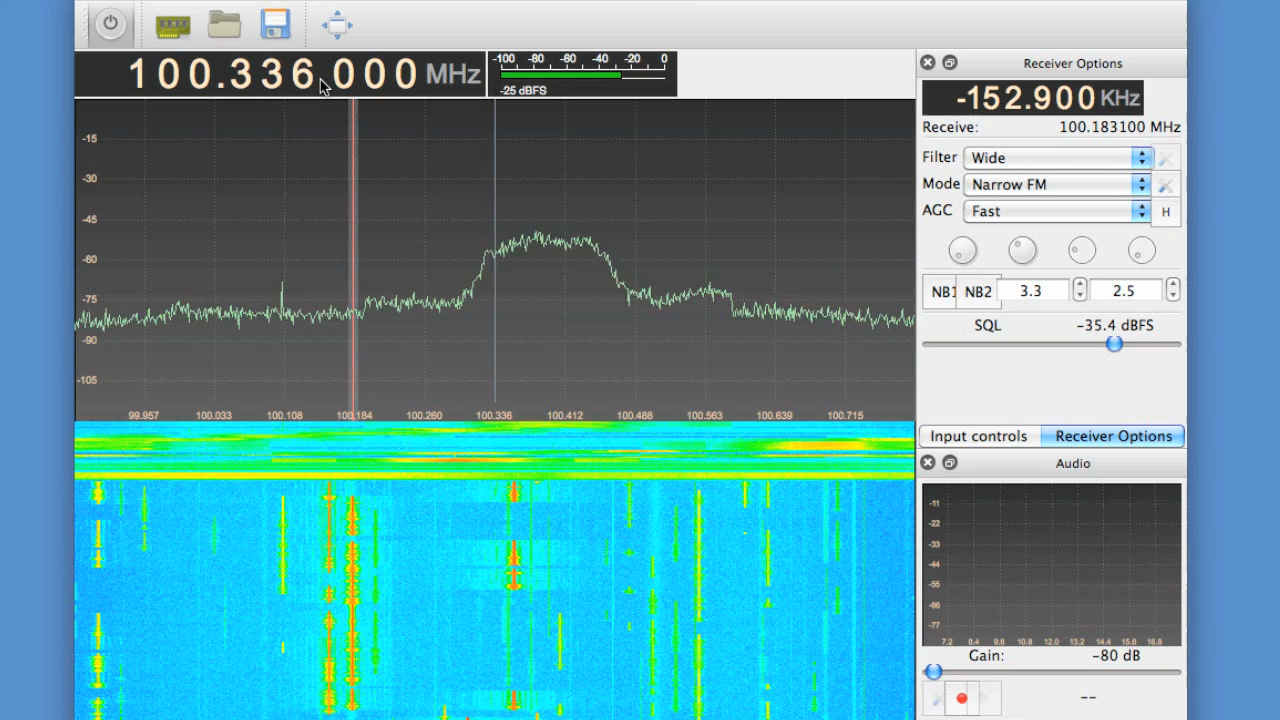 100.336.000 MHz
-100 -80 -60 -40 -20 0
-25 dBFS
-15
-30
-45
-60
-75
-90
-105
99.957 100.033 100.108 100.184 100.260 100.336 100.412 100.488 100.563 100.639 100.715
Receiver Options
-152.900 KHz
Receive: 100.183100 MHz
Filter Wide
Mode Narrow FM
AGC Fast H
NB1 NB2 3.3 2.5
SQL -35.4 dBFS
Input controls Receiver Options
Audio
-11
-22
-33
-44
-55
-66
-77
7.2 8.4 9.6 10.8 12.0 13.2 14.4 15.6 16.8
Gain: -80 dB
--